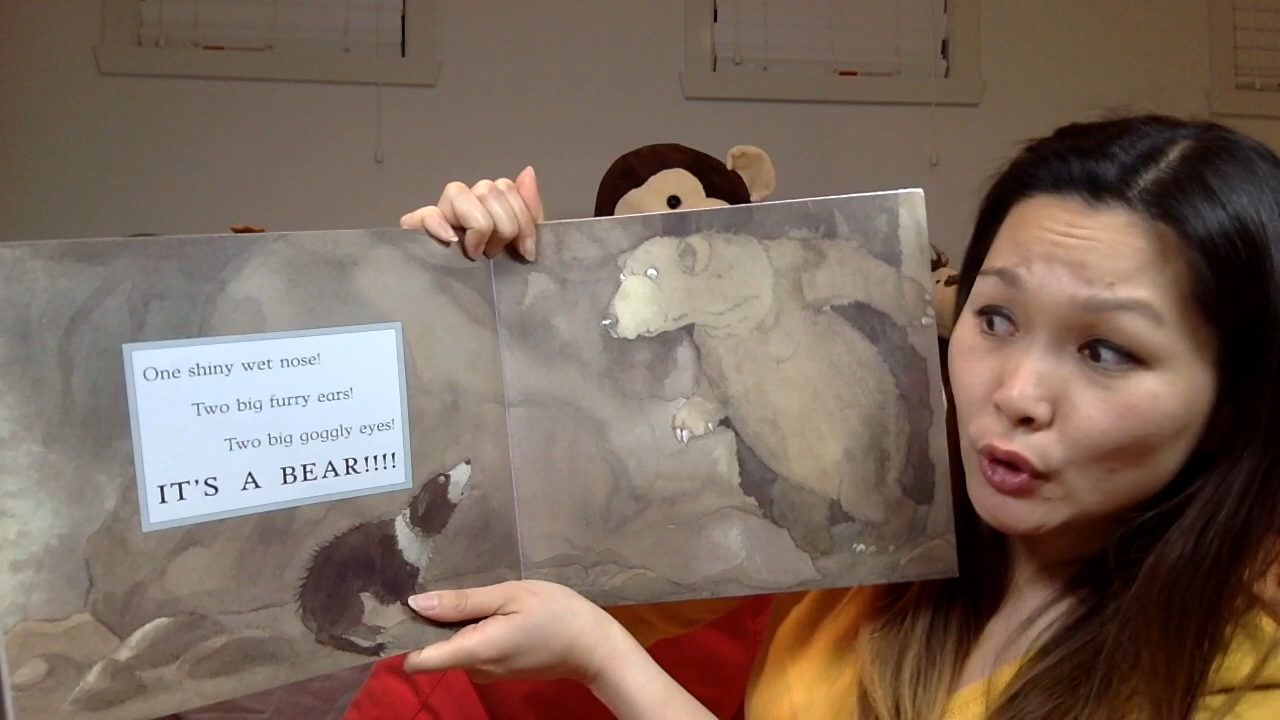 One shiny wet nose!
Two big furry ears!
Two big goggly eyes!
IT'S A BEAR!!!!